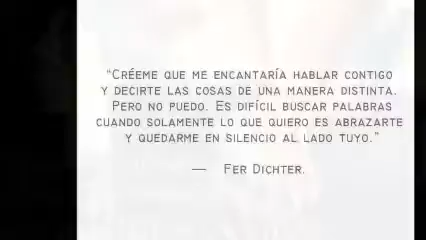 “Créeme que me encantaría hablar contigo
y decirte las cosas de una manera distinta.
Pero no puedo. Es difícil buscar palabras
cuando solamente lo que quiero es abrazarte
y quedarme en silencio al lado tuyo.”
— Fer Dichter.